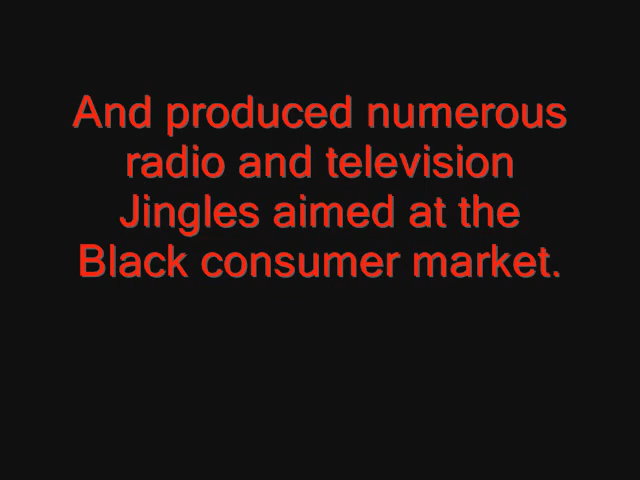 And produced numerous
radio and television
Jingles aimed at the
Black consumer market.